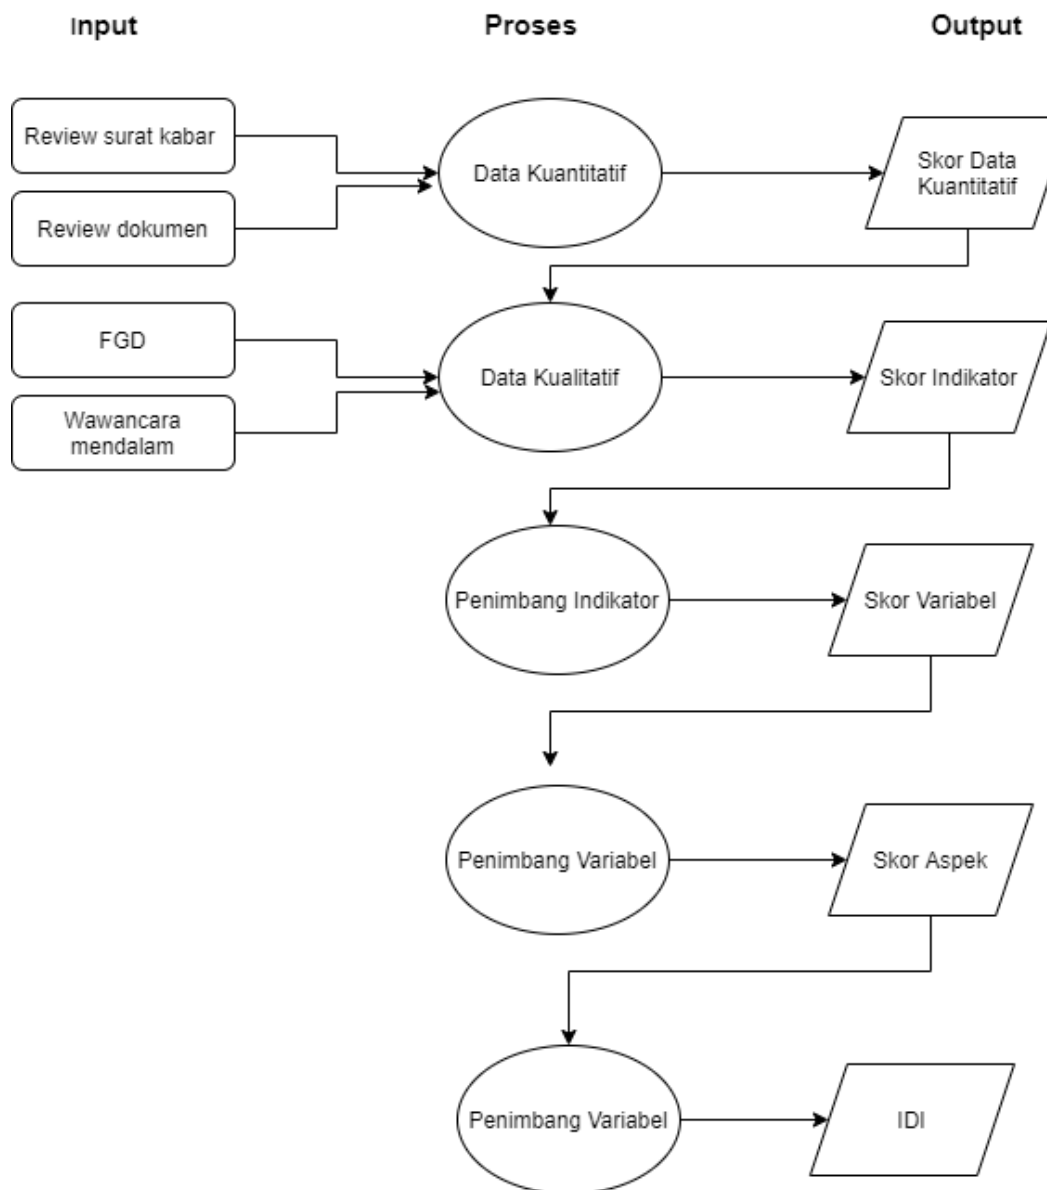 Input
Proses
Output
Review surat kabar
Data Kuantitatif
Skor Data
Kuantitatif
Review dokumen
FGD
Data Kualitatif
Skor Indikator
Wawancara
mendalam
Penimbang Indikator
Skor Variabel
Penimbang Variabel
Skor Aspek
Penimbang Variabel
IDI